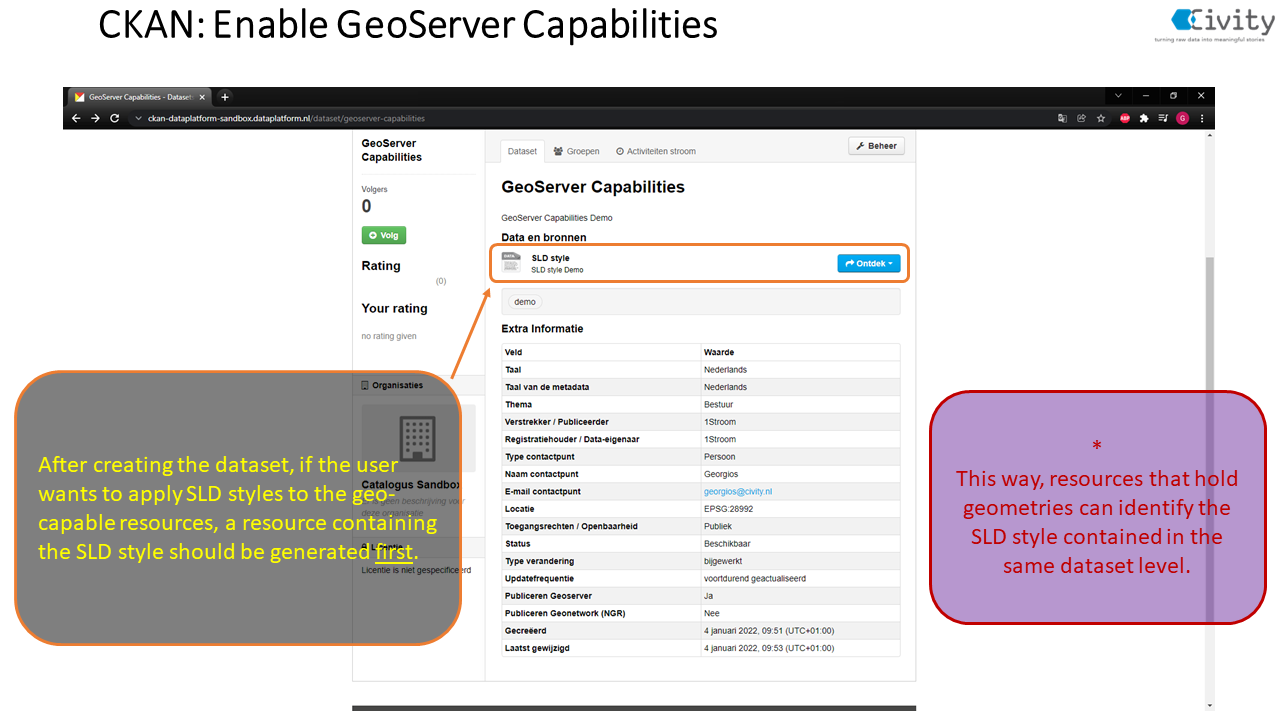 CKAN: Enable GeoServer Capabilities
Civity
turning raw data into meaningful stories
GeoServer Capabilities - Dataset
ckan-dataplatform-sandbox.dataplatform.nl/dataset/geoserver-capabilities
ABP
G
GeoServer
Capabilities
Volgers
0
Volg
Rating
(0)
Your rating
no rating given
Organisaties
Catalogus Sandbox
geen beschrijving voor
deze organisatie
Licentie
Licentie is niet gespecificeerd
Dataset
Groepen
Activiteiten stroom
Beheer
GeoServer Capabilities
GeoServer Capabilities Demo
Data en bronnen
DATA
SLD style
SLD style Demo
Ontdek
demo
Extra Informatie
Veld Waarde
Taal Nederlands
Taal van de metadata Nederlands
Thema Bestuur
Verstrekker / Publiceerder 1Stroom
Registratiehouder / Data-eigenaar 1Stroom
Type contactpunt Persoon
Naam contactpunt Georgios
E-mail contactpunt georgios@civity.nl
Locatie EPSG:28992
Toegangsrechten / Openbaarheid Publiek
Status Beschikbaar
Type verandering bijgewerkt
Updatefrequentie voortdurend geactualiseerd
Publiceren Geoserver Ja
Publiceren Geonetwork (NGR) Nee
Gecreëerd 4 januari 2022, 09:51 (UTC+01:00)
Laatst gewijzigd 4 januari 2022, 09:53 (UTC+01:00)
After creating the dataset, if the user
wants to apply SLD styles to the geo-
capable resources, a resource containing
the SLD style should be generated first.
*
This way, resources that hold
geometries can identify the
SLD style contained in the
same dataset level.